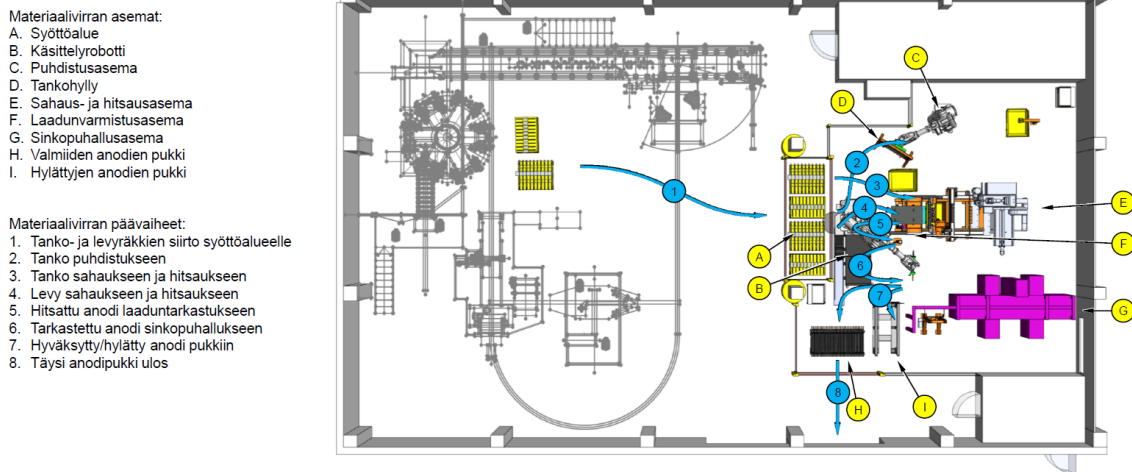 Materiaalivirran asemat:
A. Syöttöalue
B. Käsittelyrobotti
C. Puhdistusasema
D. Tankohylly
E. Sahaus- ja hitsausasema
F. Laadunvarmistusasema
G. Sinkopuhallusasema
H. Valmiiden anodien pukki
I. Hylättyjen anodien pukki
Materiaalivirran päävaiheet:
1. Tanko- ja levyräkkien siirto syöttöalueelle
2. Tanko puhdistukseen
3. Tanko sahaukseen ja hitsaukseen
4. Levy sahaukseen ja hitsaukseen
5. Hitsattu anodi laaduntarkastukseen
6. Tarkastettu anodi sinkopuhallukseen
7. Hyväksytty/hylätty anodi pukkiin
8. Täysi anodipukki ulos
C
D
2
3
1
4
E
5
A
F
6
B
7
G
8
H
I